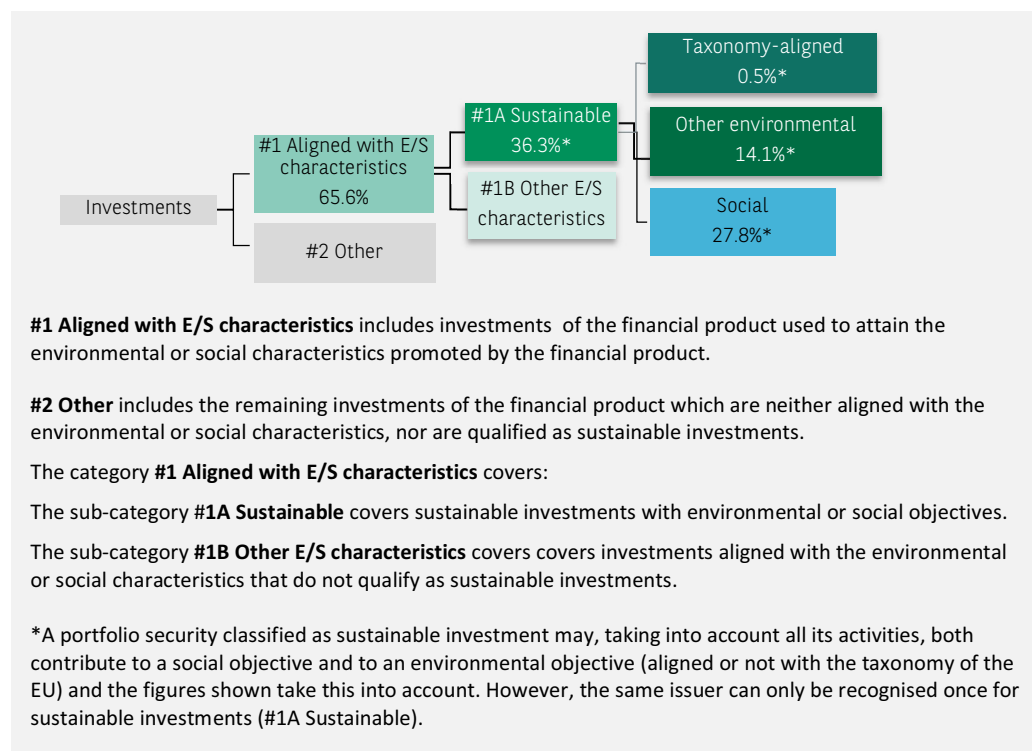 Taxonomy-aligned
0.5%*
#1A Sustainable
36.3%*
Other environmental
14.1%*
#1 Aligned with E/S
characteristics
65.6%
#1B Other E/S
characteristics
Investments
Social
27.8%*
#2 Other
#1 Aligned with E/S characteristics includes investments of the financial product used to attain the
environmental or social characteristics promoted by the financial product.
#2 Other includes the remaining investments of the financial product which are neither aligned with the
environmental or social characteristics, nor are qualified as sustainable investments.
The category #1 Aligned with E/S characteristics covers:
The sub-category #1A Sustainable covers sustainable investments with environmental or social objectives.
The sub-category #1B Other E/S characteristics covers covers investments aligned with the environmental
or social characteristics that do not qualify as sustainable investments.
*A portfolio security classified as sustainable investment may, taking into account all its activities, both
contribute to a social objective and to an environmental objective (aligned or not with the taxonomy of the
EU) and the figures shown take this into account. However, the same issuer can only be recognised once for
sustainable investments (#1A Sustainable).